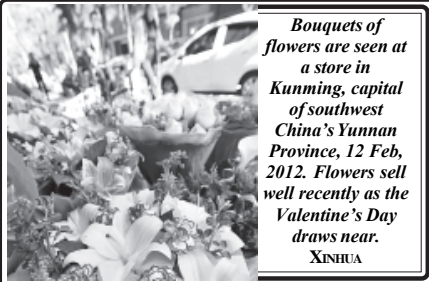 Bouquets of
flowers are seen at
a store in
Kunming, capital
of southwest
China's Yunnan
Province, 12 Feb,
2012. Flowers sell
well recently as the
Valentine's Day
draws near.
XINHUA